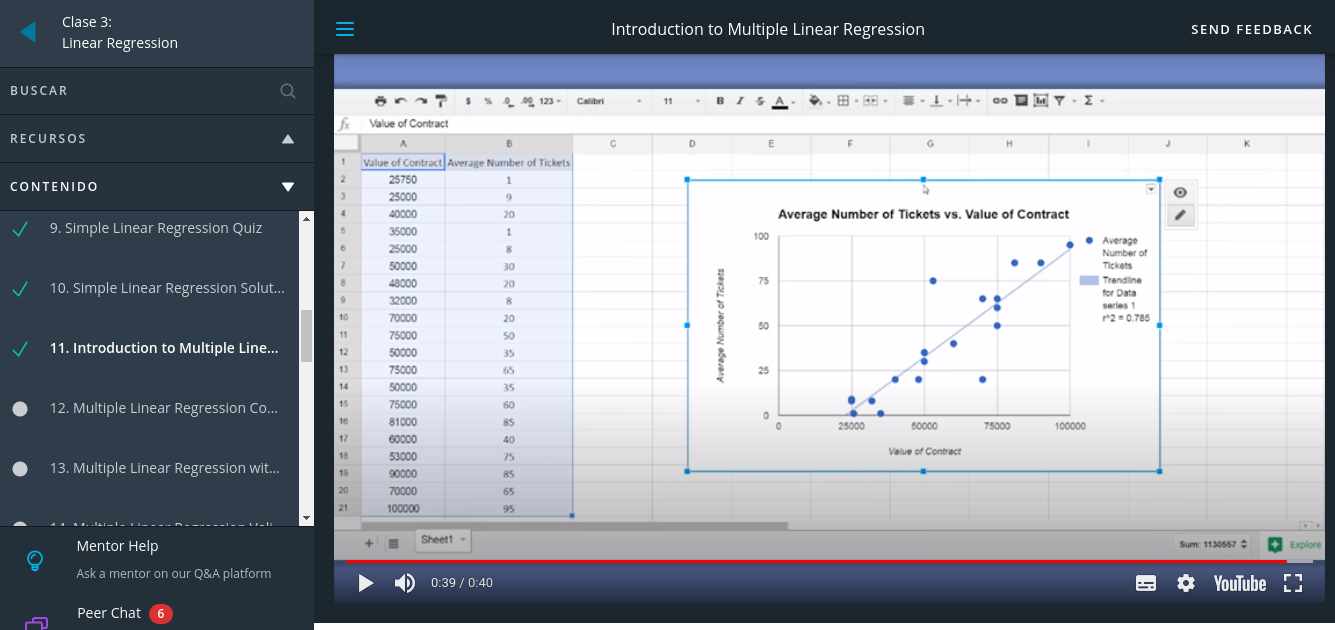 Clase 3:
Linear Regression
BUSCAR
RECURSOS
CONTENIDO
9. Simple Linear Regression Quiz
10. Simple Linear Regression Solut...
11. Introduction to Multiple Line...
12. Multiple Linear Regression Co...
13. Multiple Linear Regression wit...
Mentor Help
Ask a mentor on our Q&A platform
Peer Chat 6
Introduction to Multiple Linear Regression
SEND FEEDBACK
$ % .0 .00 123 Calibri 11 B I S A Σ
fx Value of Contract
A B C D E F G H I J K
1 Value of Contract Average Number of Tickets
2 25750 1
3 25000 9
4 40000 20
5 35000 1
6 25000 8
7 50000 30
8 48000 20
9 32000 8
10 70000 20
11 75000 50
12 50000 35
13 75000 65
14 50000 35
15 75000 60
16 81000 85
17 60000 40
18 53000 75
19 90000 85
20 70000 65
21 100000 95
Average Number of Tickets vs. Value of Contract
Average Number of Tickets
100
75
50
25
0
0 25000 50000 75000 100000
Value of Contract
Average
Number of
Tickets
Trendline
for Data
series 1
r^2 = 0.785
+ Sheet1
Sum: 1130557
Explore
0:39 / 0:40
YouTube